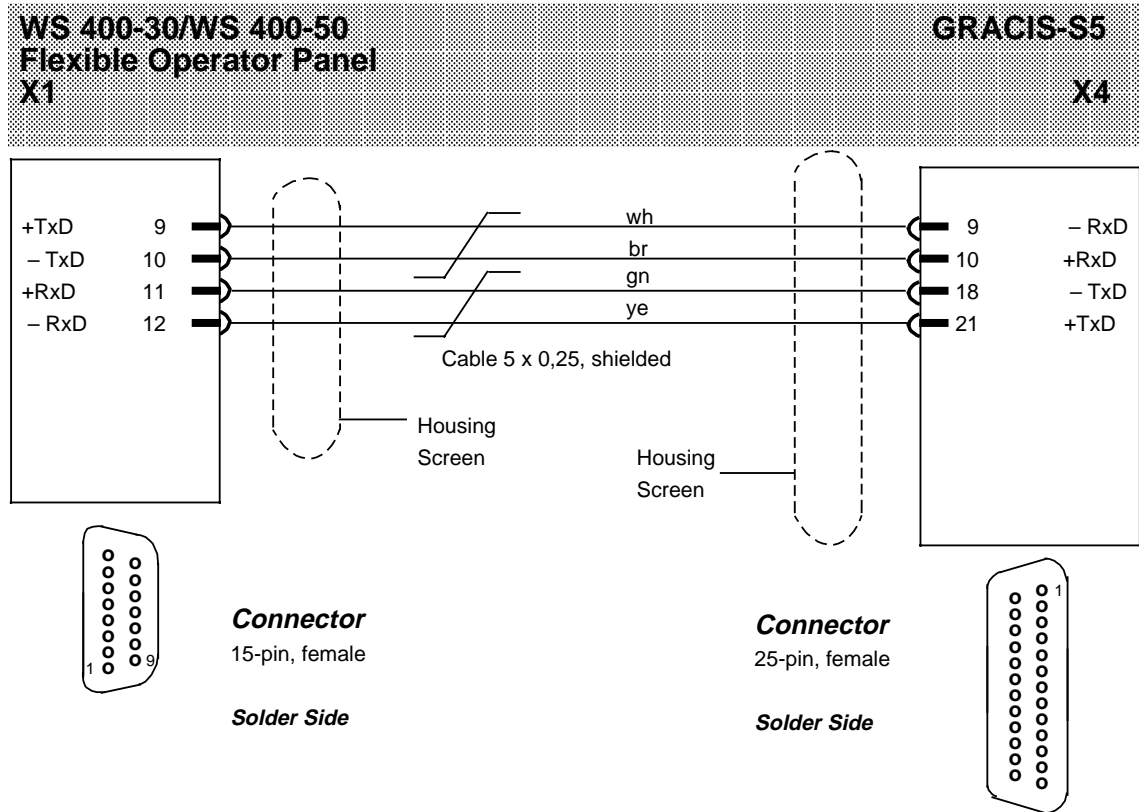 WS 400-30/WS 400-50 GRACIS-S5
Flexible Operator Panel
X1 X4
+TxD 9 wh 9 – RxD
– TxD 10 br 10 +RxD
+RxD 11 gn 18 – TxD
– RxD 12 ye 21 +TxD
Cable 5 x 0,25, shielded
Housing
Screen
Housing
Screen
1 9
Connector
15-pin, female
Solder Side
Connector
25-pin, female
Solder Side
1